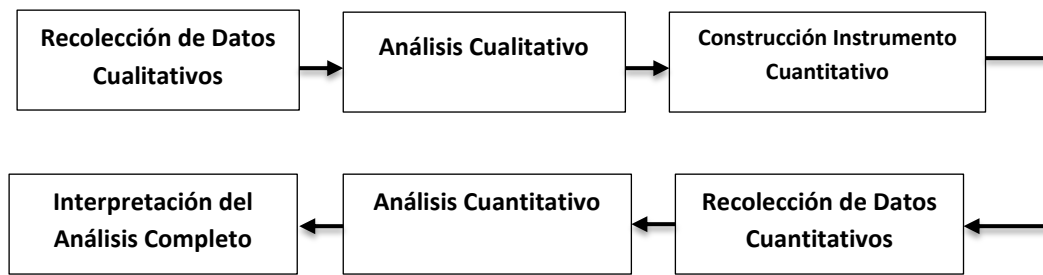 Recolección de Datos
Cualitativos
Análisis Cualitativo
Construcción Instrumento
Cuantitativo
Interpretación del
Análisis Completo
Análisis Cuantitativo
Recolección de Datos
Cuantitativos